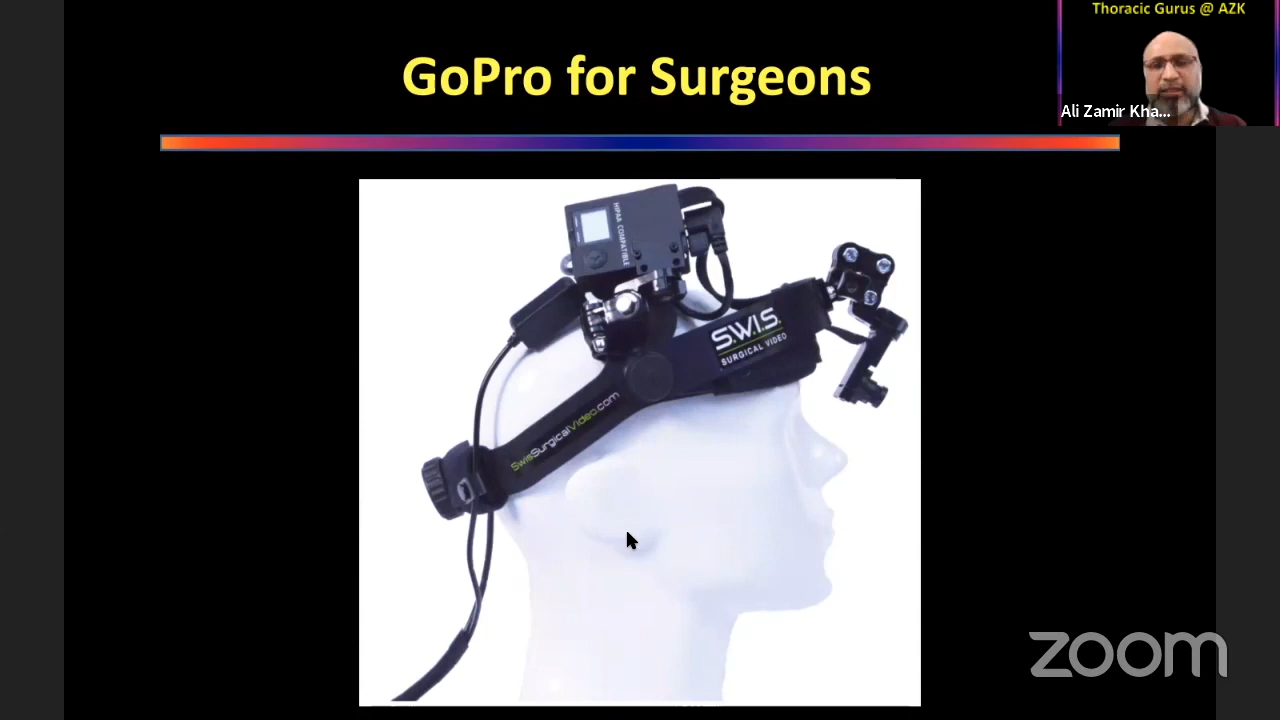 Thoracic Gurus @ AZK
GoPro for Surgeons
Ali Zamir Kha...
HIPAA COMPATIBLE
S.W.I.S.
SURGICAL VIDEO
SwisSurgicalVideo.com
zoom